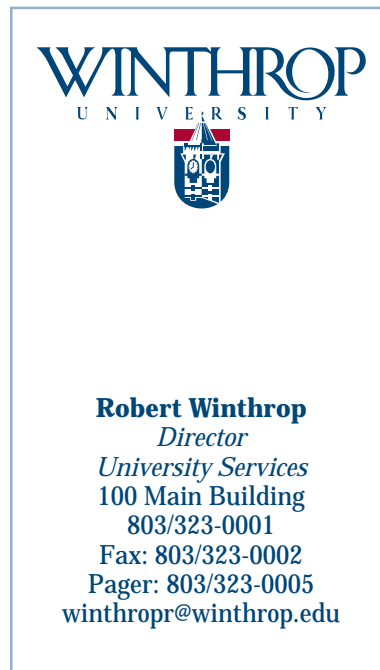 WINTHROP
UNIVERSITY
Robert Winthrop
Director
University Services
100 Main Building
803/323-0001
Fax: 803/323-0002
Pager: 803/323-0005
winthropr@winthrop.edu